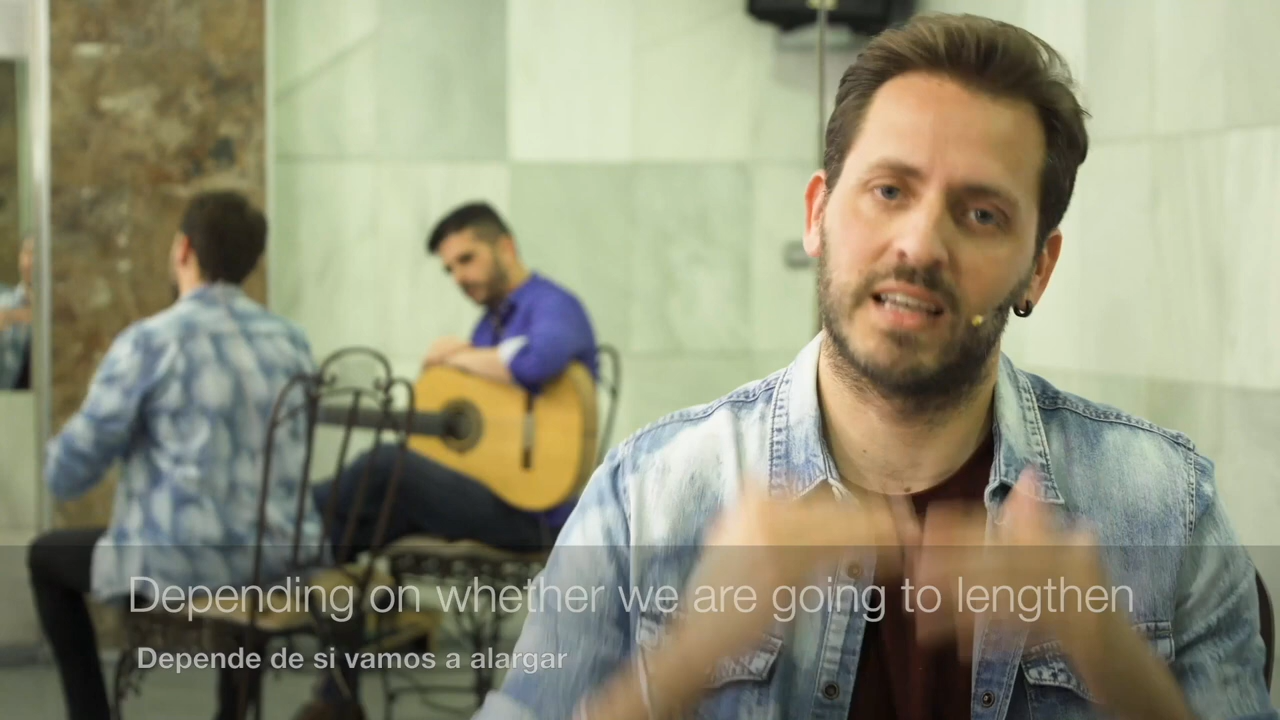 Depending on whether we are going to lengthen
Depende de si vamos a alargar